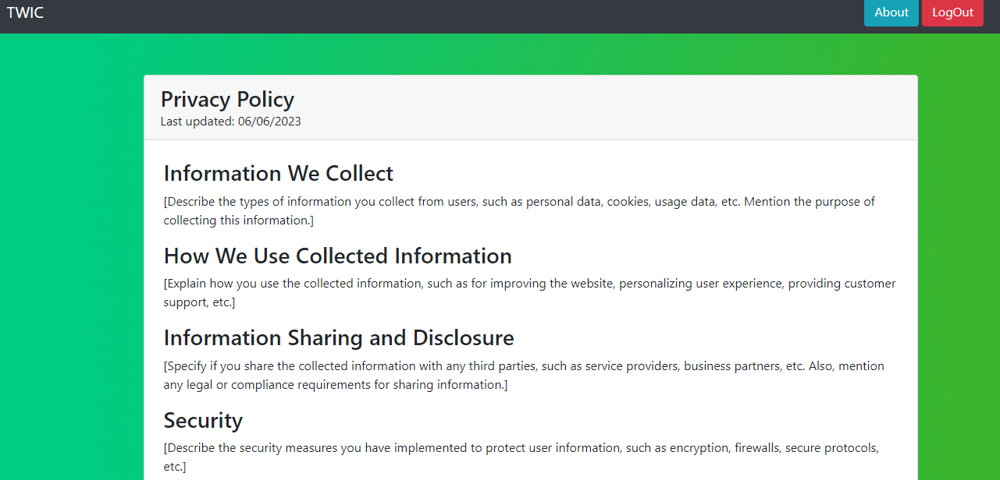 TWIC
About
LogOut
Privacy Policy
Last updated: 06/06/2023
Information We Collect
[Describe the types of information you collect from users, such as personal data, cookies, usage data, etc. Mention the purpose of
collecting this information.]
How We Use Collected Information
[Explain how you use the collected information, such as for improving the website, personalizing user experience, providing customer
support, etc.]
Information Sharing and Disclosure
[Specify if you share the collected information with any third parties, such as service providers, business partners, etc. Also, mention
any legal or compliance requirements for sharing information.]
Security
[Describe the security measures you have implemented to protect user information, such as encryption, firewalls, secure protocols,
etc.]